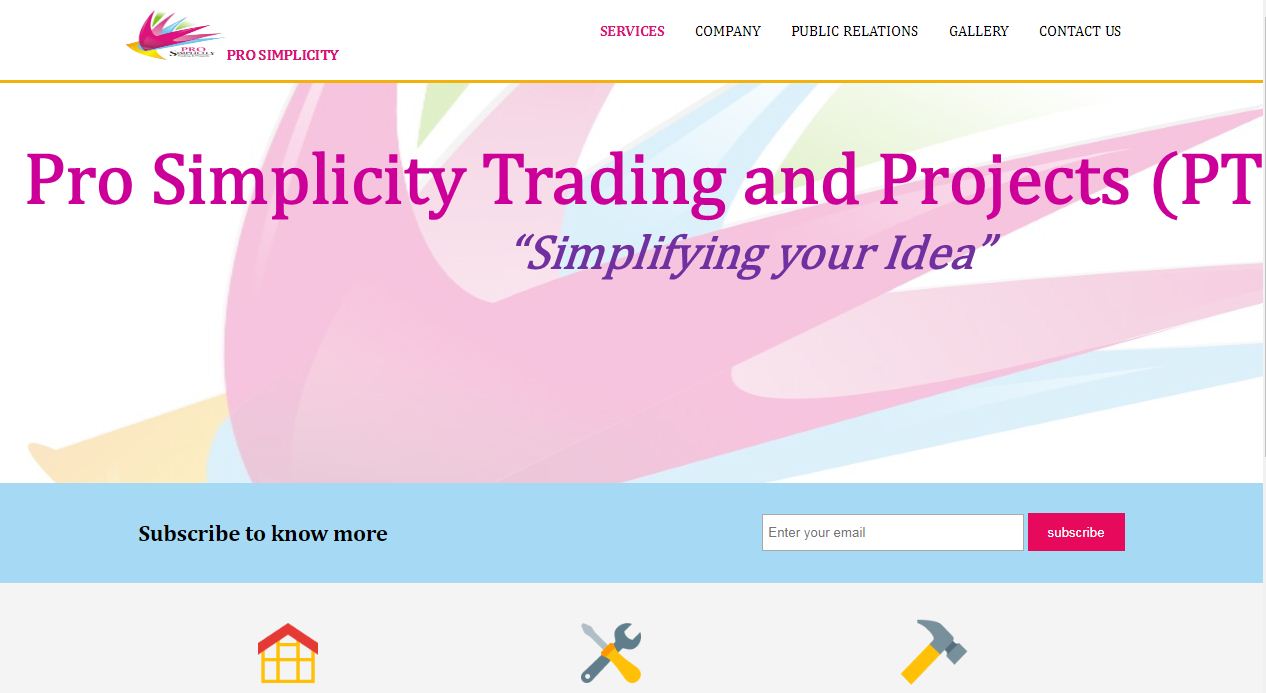 PRO
SIMPLICITY
PRO SIMPLICITY
SERVICES COMPANY PUBLIC RELATIONS GALLERY CONTACT US
Pro Simplicity Trading and Projects (PT
“Simplifying your Idea”
Subscribe to know more
Enter your email
subscribe